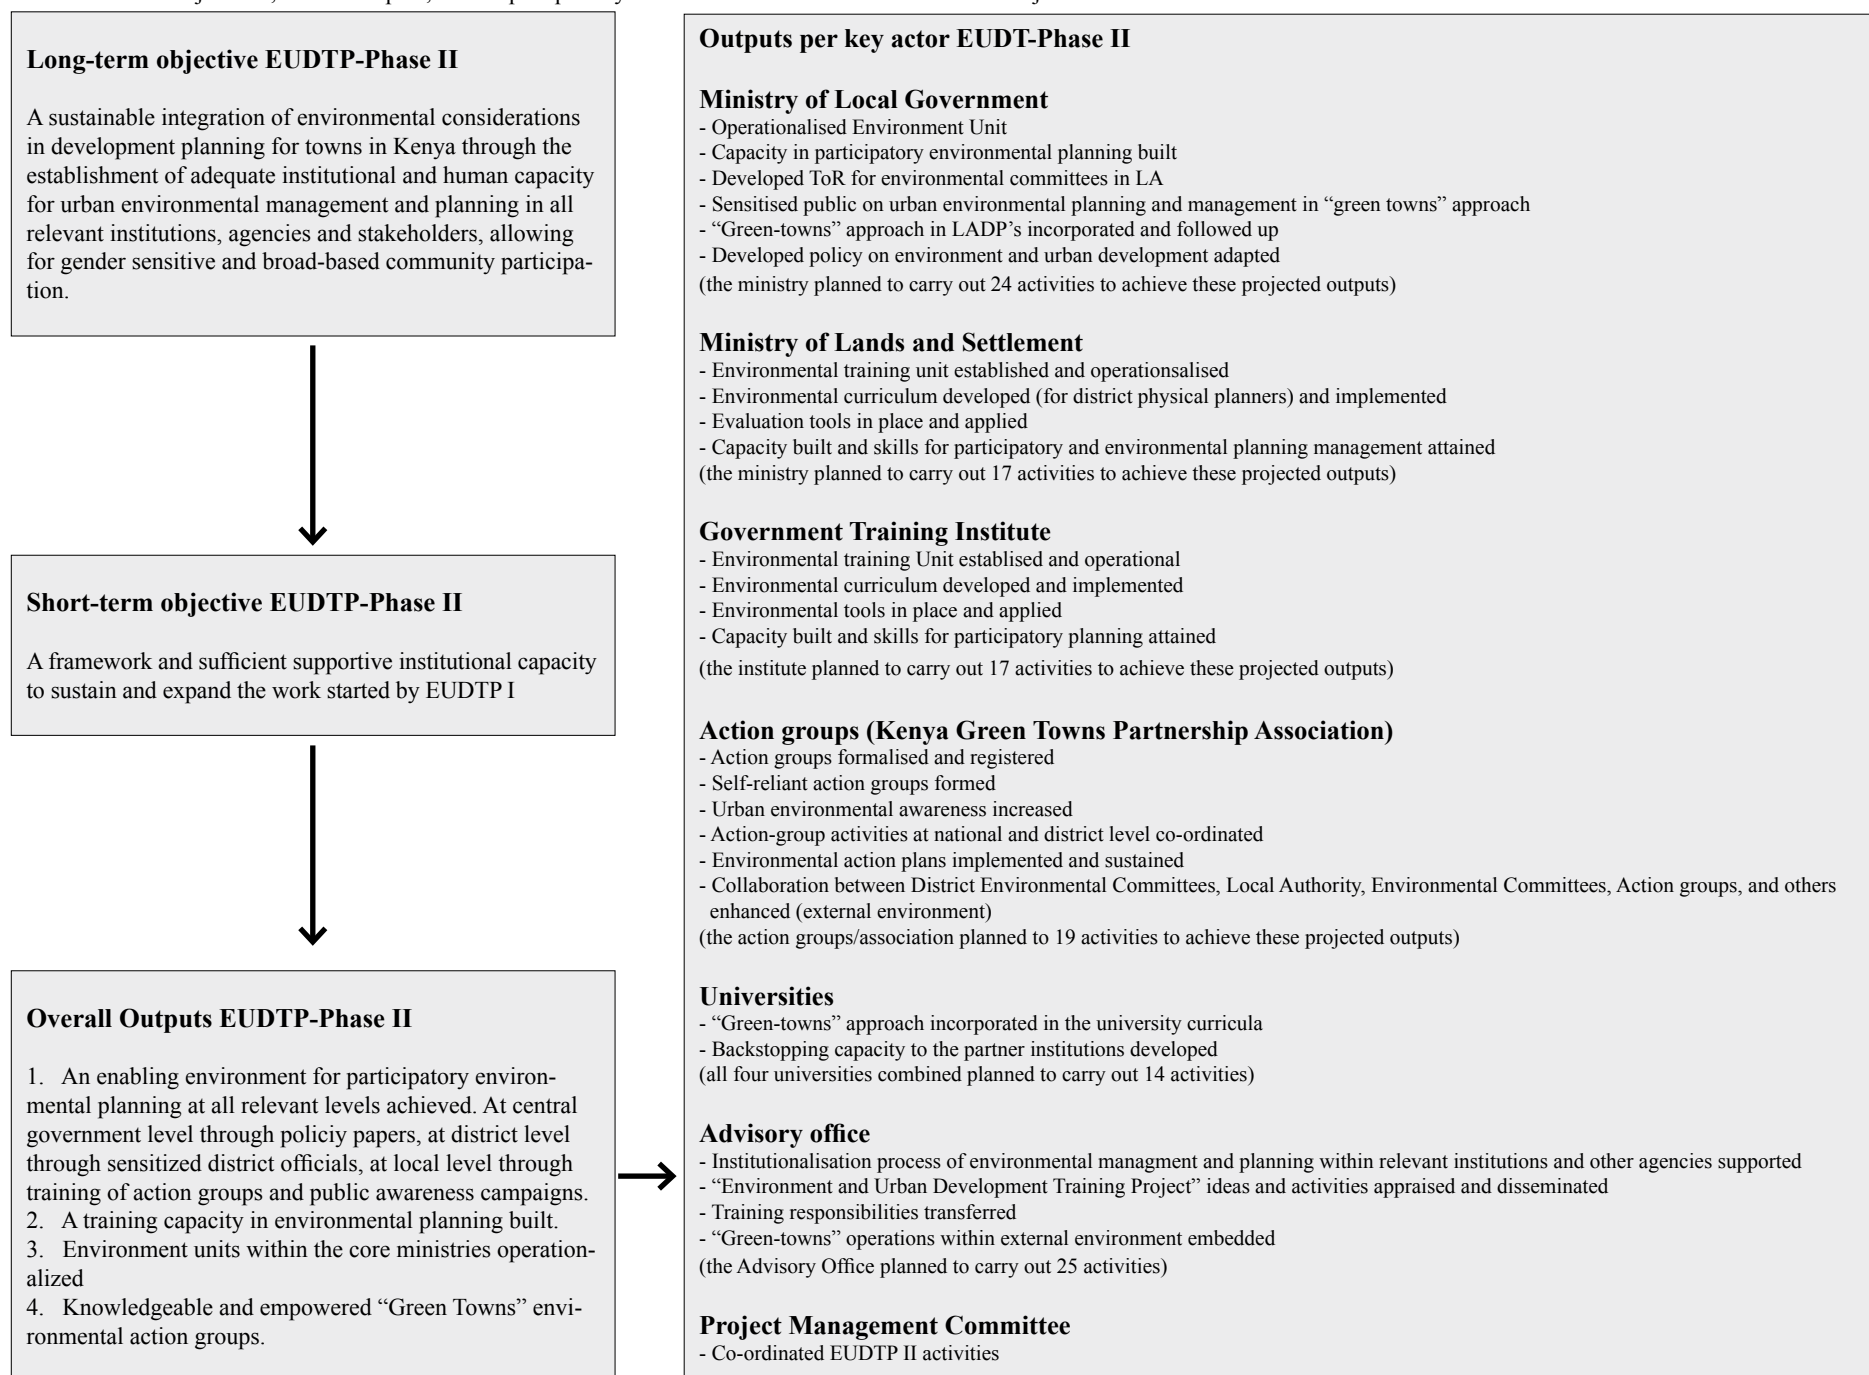 Long-term objective EUDTP-Phase II
A sustainable integration of environmental considerations
in development planning for towns in Kenya through the
establishment of adequate institutional and human capacity
for urban environmental management and planning in all
relevant institutions, agencies and stakeholders, allowing
for gender sensitive and broad-based community participa-
tion.
Short-term objective EUDTP-Phase II
A framework and sufficient supportive institutional capacity
to sustain and expand the work started by EUDTP I
Overall Outputs EUDTP-Phase II
1. An enabling environment for participatory environ-
mental planning at all relevant levels achieved. At central
government level through policiy papers, at district level
through sensitized district officials, at local level through
training of action groups and public awareness campaigns.
2. A training capacity in environmental planning built.
3. Environment units within the core ministries operation-
alized
4. Knowledgeable and empowered “Green Towns” envi-
ronmental action groups.
Outputs per key actor EUDT-Phase II
Ministry of Local Government
- Operationalised Environment Unit
- Capacity in participatory environmental planning built
- Developed ToR for environmental committees in LA
- Sensitised public on urban environmental planning and management in “green towns” approach
- “Green-towns” approach in LADP’s incorporated and followed up
- Developed policy on environment and urban development adapted
(the ministry planned to carry out 24 activities to achieve these projected outputs)
Ministry of Lands and Settlement
- Environmental training unit established and operationsalised
- Environmental curriculum developed (for district physical planners) and implemented
- Evaluation tools in place and applied
- Capacity built and skills for participatory and environmental planning management attained
(the ministry planned to carry out 17 activities to achieve these projected outputs)
Government Training Institute
- Environmental training Unit establised and operational
- Environmental curriculum developed and implemented
- Environmental tools in place and applied
- Capacity built and skills for participatory planning attained
(the institute planned to carry out 17 activities to achieve these projected outputs)
Action groups (Kenya Green Towns Partnership Association)
- Action groups formalised and registered
- Self-reliant action groups formed
- Urban environmental awareness increased
- Action-group activities at national and district level co-ordinated
- Environmental action plans implemented and sustained
- Collaboration between District Environmental Committees, Local Authority, Environmental Committees, Action groups, and others
enhanced (external environment)
(the action groups/association planned to 19 activities to achieve these projected outputs)
Universities
- “Green-towns” approach incorporated in the university curricula
- Backstopping capacity to the partner institutions developed
(all four universities combined planned to carry out 14 activities)
Advisory office
- Institutionalisation process of environmental managment and planning within relevant institutions and other agencies supported
- “Environment and Urban Development Training Project” ideas and activities appraised and disseminated
- Training responsibilities transferred
- “Green-towns” operations within external environment embedded
(the Advisory Office planned to carry out 25 activities)
Project Management Committee
- Co-ordinated EUDTP II activities